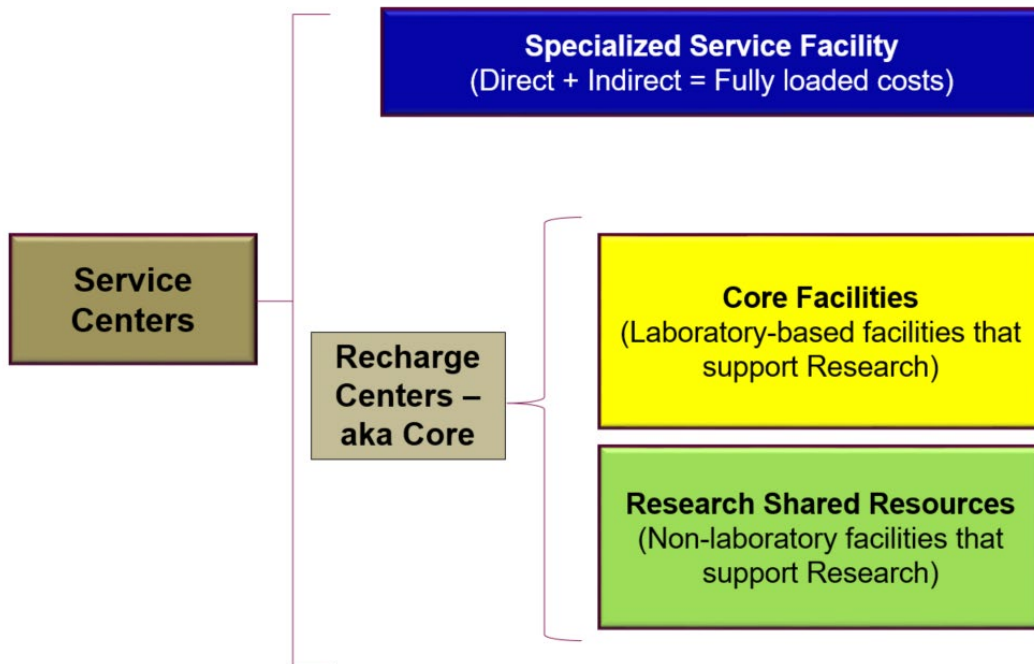 Specialized Service Facility
(Direct + Indirect = Fully loaded costs)
Service
Centers
Recharge
Centers –
aka Core
Core Facilities
(Laboratory-based facilities that
support Research)
Research Shared Resources
(Non-laboratory facilities that
support Research)